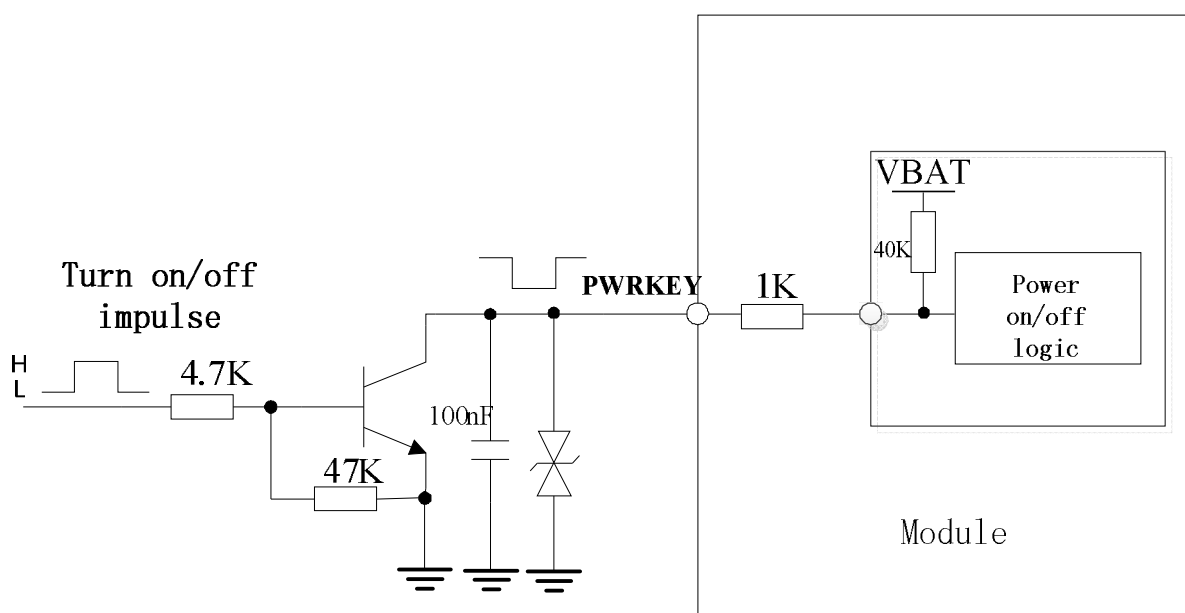 Turn on/off
impulse
H
L
4.7K
47K
100nF
PWRKEY
1K
VBAT
40K
Power
on/off
logic
Module